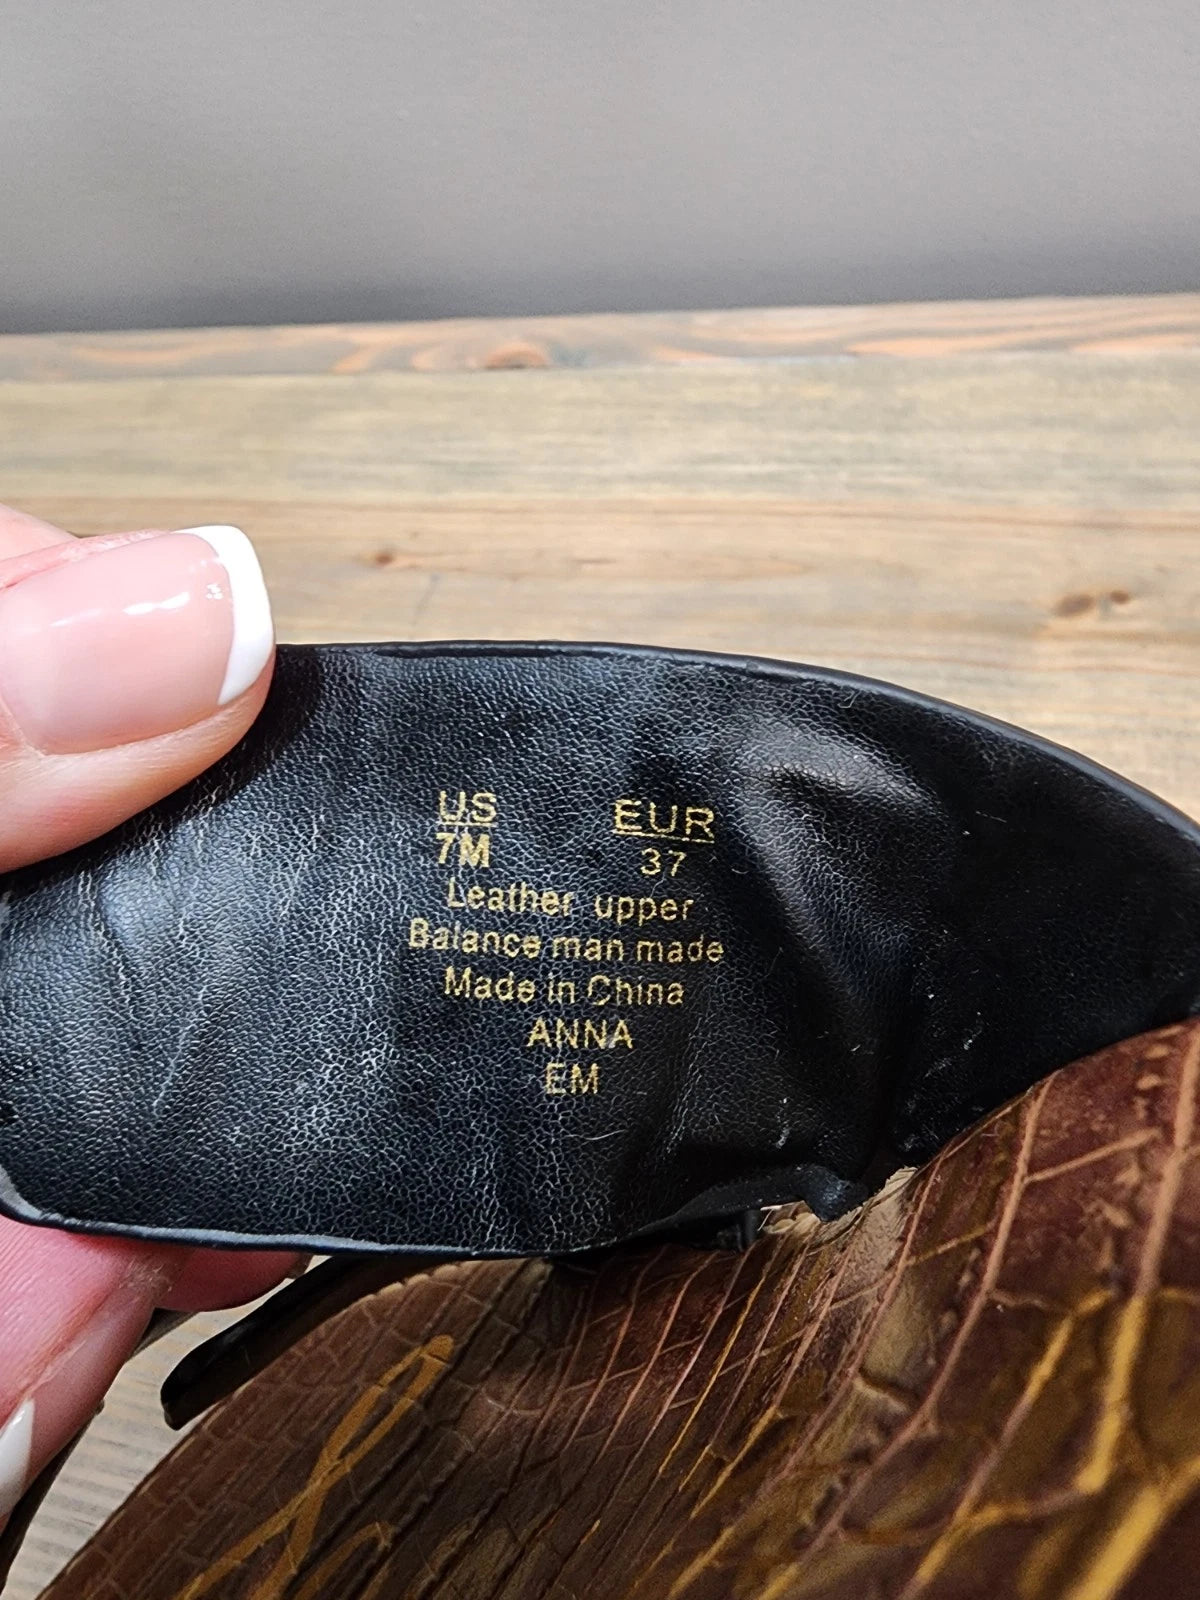 US EUR
7M 37
Leather upper
Balance man made
Made in China
ANNA
EM